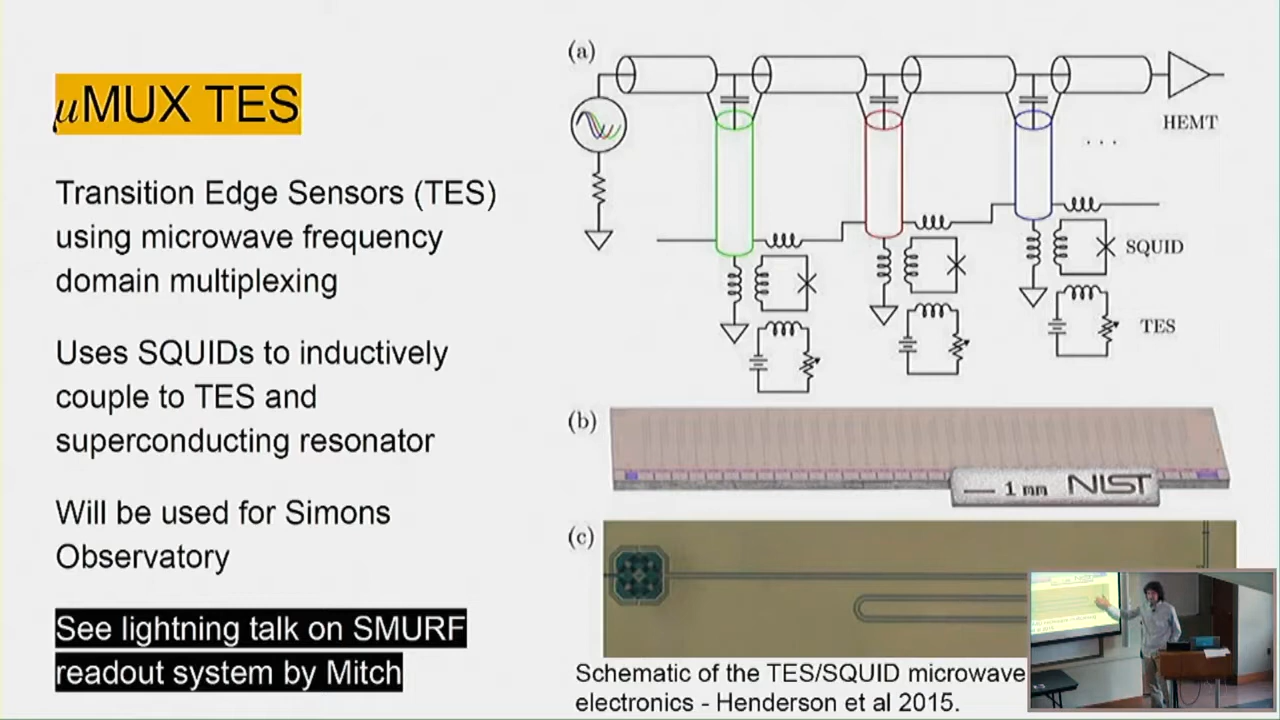 μMUX TES
Transition Edge Sensors (TES)
using microwave frequency
domain multiplexing
Uses SQUIDs to inductively
couple to TES and
superconducting resonator
Will be used for Simons
Observatory
See lightning talk on SMURF
readout system by Mitch
(a)
HEMT
. . .
SQUID
TES
(b)
1 mm NIST
(c)
Schematic of the TES/SQUID microwave
electronics - Henderson et al 2015.